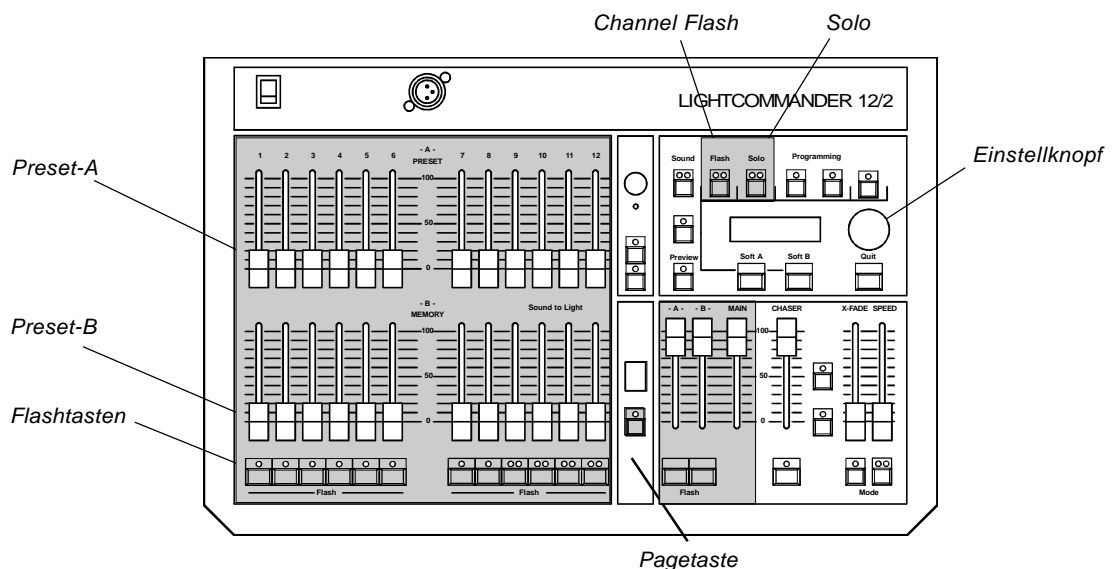 Channel Flash Solo
LIGHTCOMMANDER 12/2
Preset-A
1 2 3 4 5 6 - A - 7 8 9 10 11 12
PRESET
100
50
0
Sound Flash Solo Programming
Einstellknopf
Preview Soft A Soft B Quit
Preset-B
- B - Sound to Light
MEMORY
100
50
0
- A - - B - MAIN CHASER X-FADE SPEED
100
50
0
Flashtasten
Flash Flash Flash Mode
Pagetaste